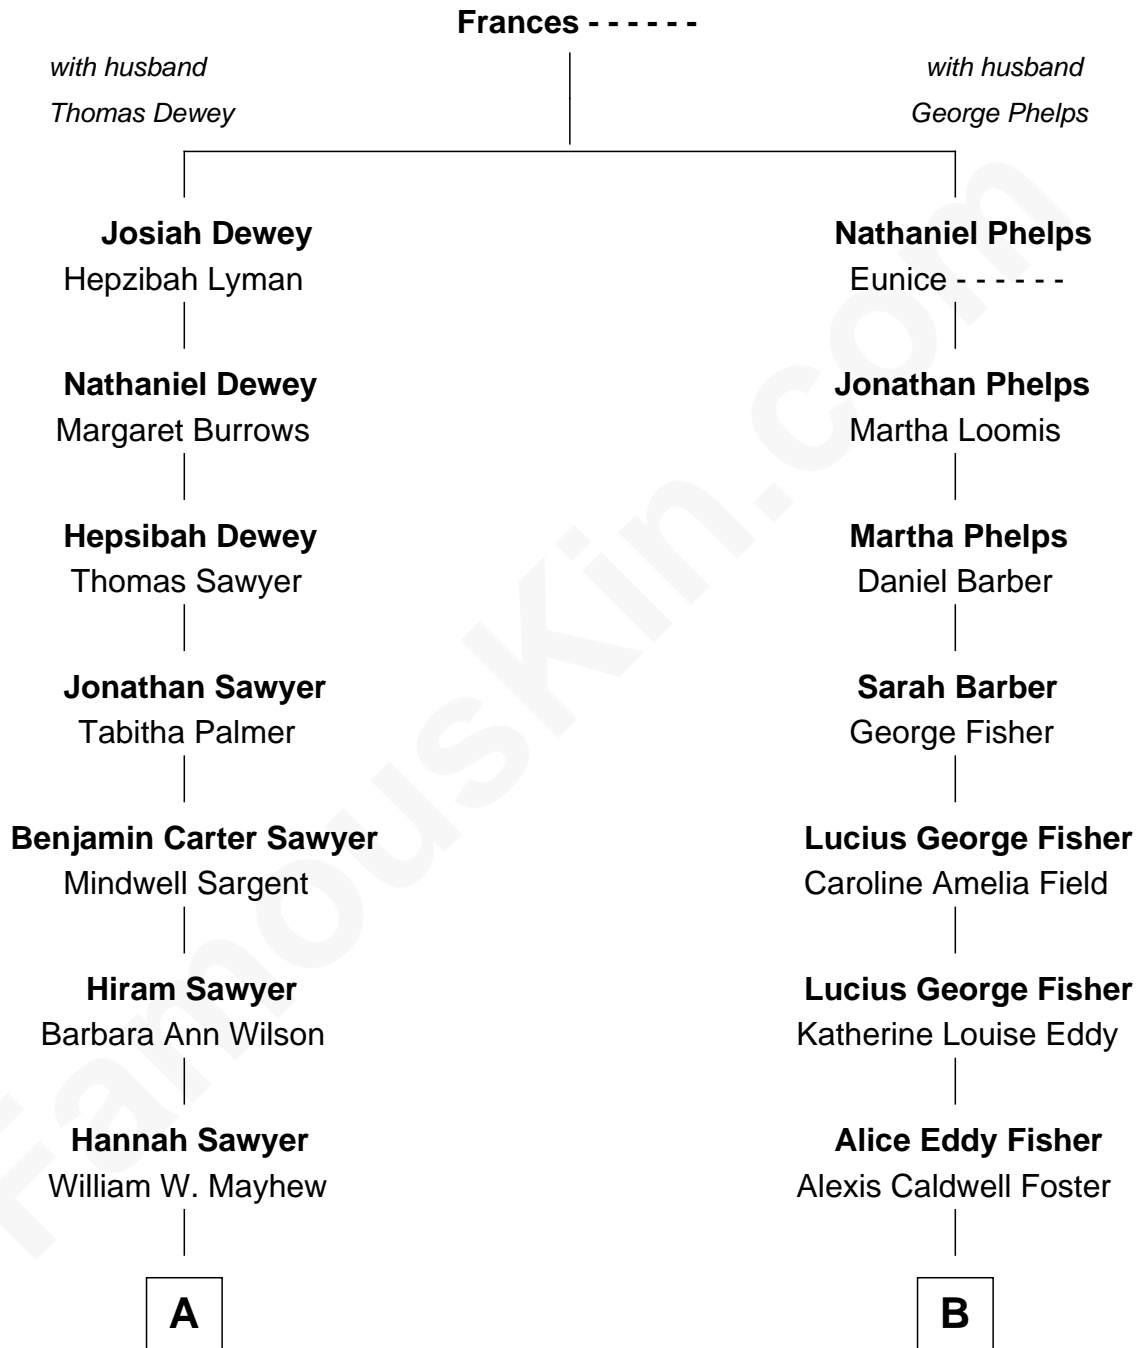 Frances - - - - - -
with husband
Thomas Dewey
with husband
George Phelps
Josiah Dewey
Hepzibah Lyman
Nathaniel Phelps
Eunice - - - - - -
Nathaniel Dewey
Margaret Burrows
Jonathan Phelps
Martha Loomis
Hepsibah Dewey
Thomas Sawyer
Martha Phelps
Daniel Barber
Jonathan Sawyer
Tabitha Palmer
Sarah Barber
George Fisher
Benjamin Carter Sawyer
Mindwell Sargent
Lucius George Fisher
Caroline Amelia Field
Hiram Sawyer
Barbara Ann Wilson
Lucius George Fisher
Katherine Louise Eddy
Hannah Sawyer
William W. Mayhew
Alice Eddy Fisher
Alexis Caldwell Foster
A
B
FamousKin.com